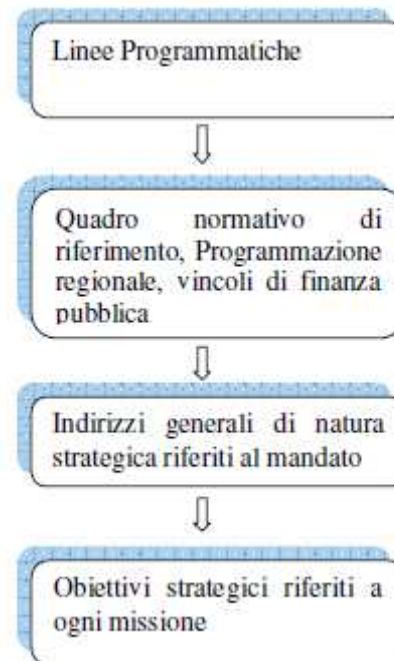 Linee Programmatiche
Quadro normativo di
riferimento, Programmazione
regionale, vincoli di finanza
pubblica
Indirizzi generali di natura
strategica riferiti al mandato
Obiettivi strategici riferiti a
ogni missione